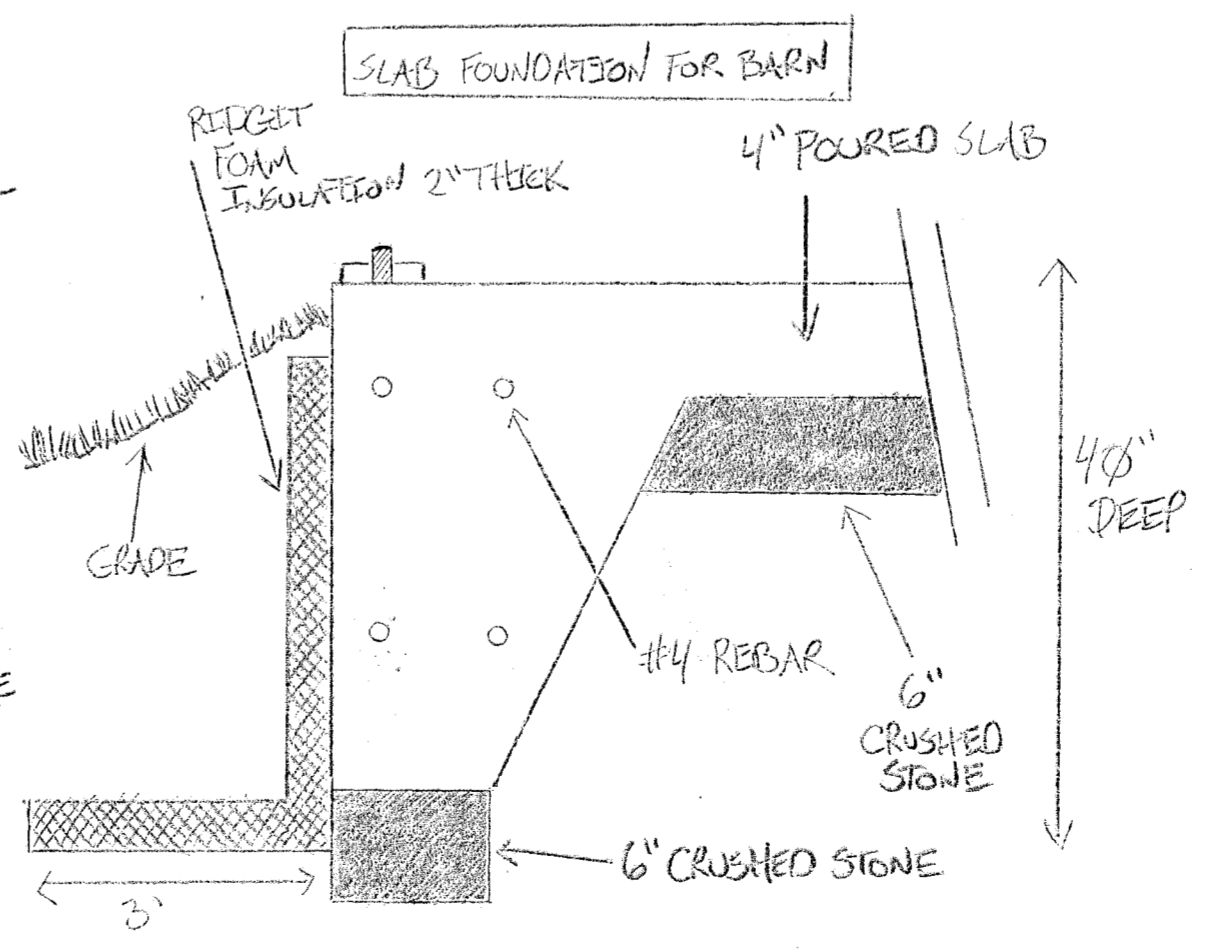 SLAB FOUNDATION FOR BARN
RIDGET
FOAM
INSULATION 2" THICK
4" POURED SLAB
GRADE
40"
DEEP
#4 REBAR
6"
CRUSHED
STONE
6" CRUSHED STONE
3'
E